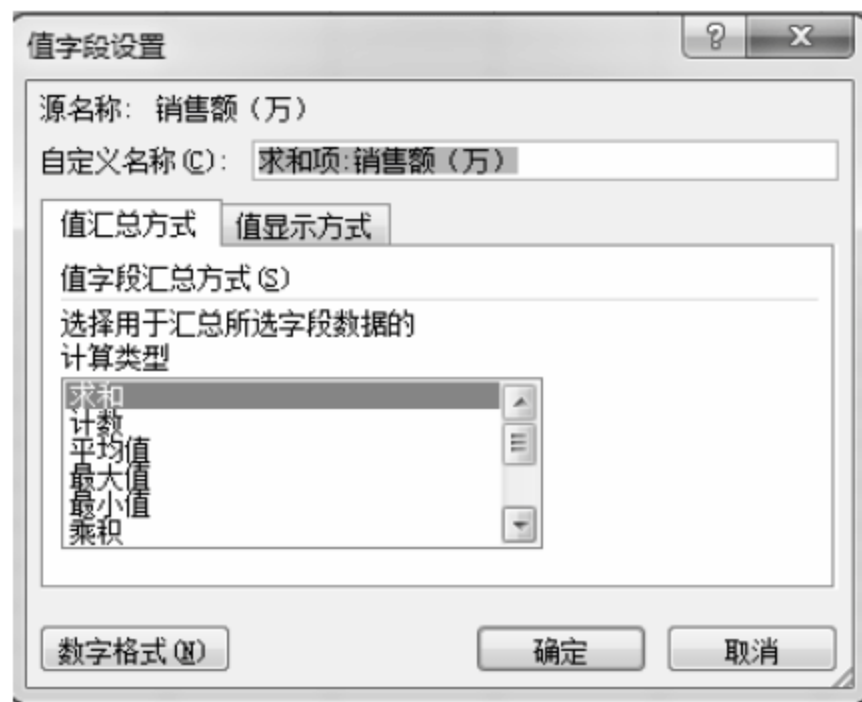 值字段设置
源名称: 销售额（万）
自定义名称(C): 求和项:销售额（万）
值汇总方式 值显示方式
值字段汇总方式(S)
选择用于汇总所选字段数据的
计算类型
求和
计数
平均值
最大值
最小值
乘积
数字格式(N) 确定 取消